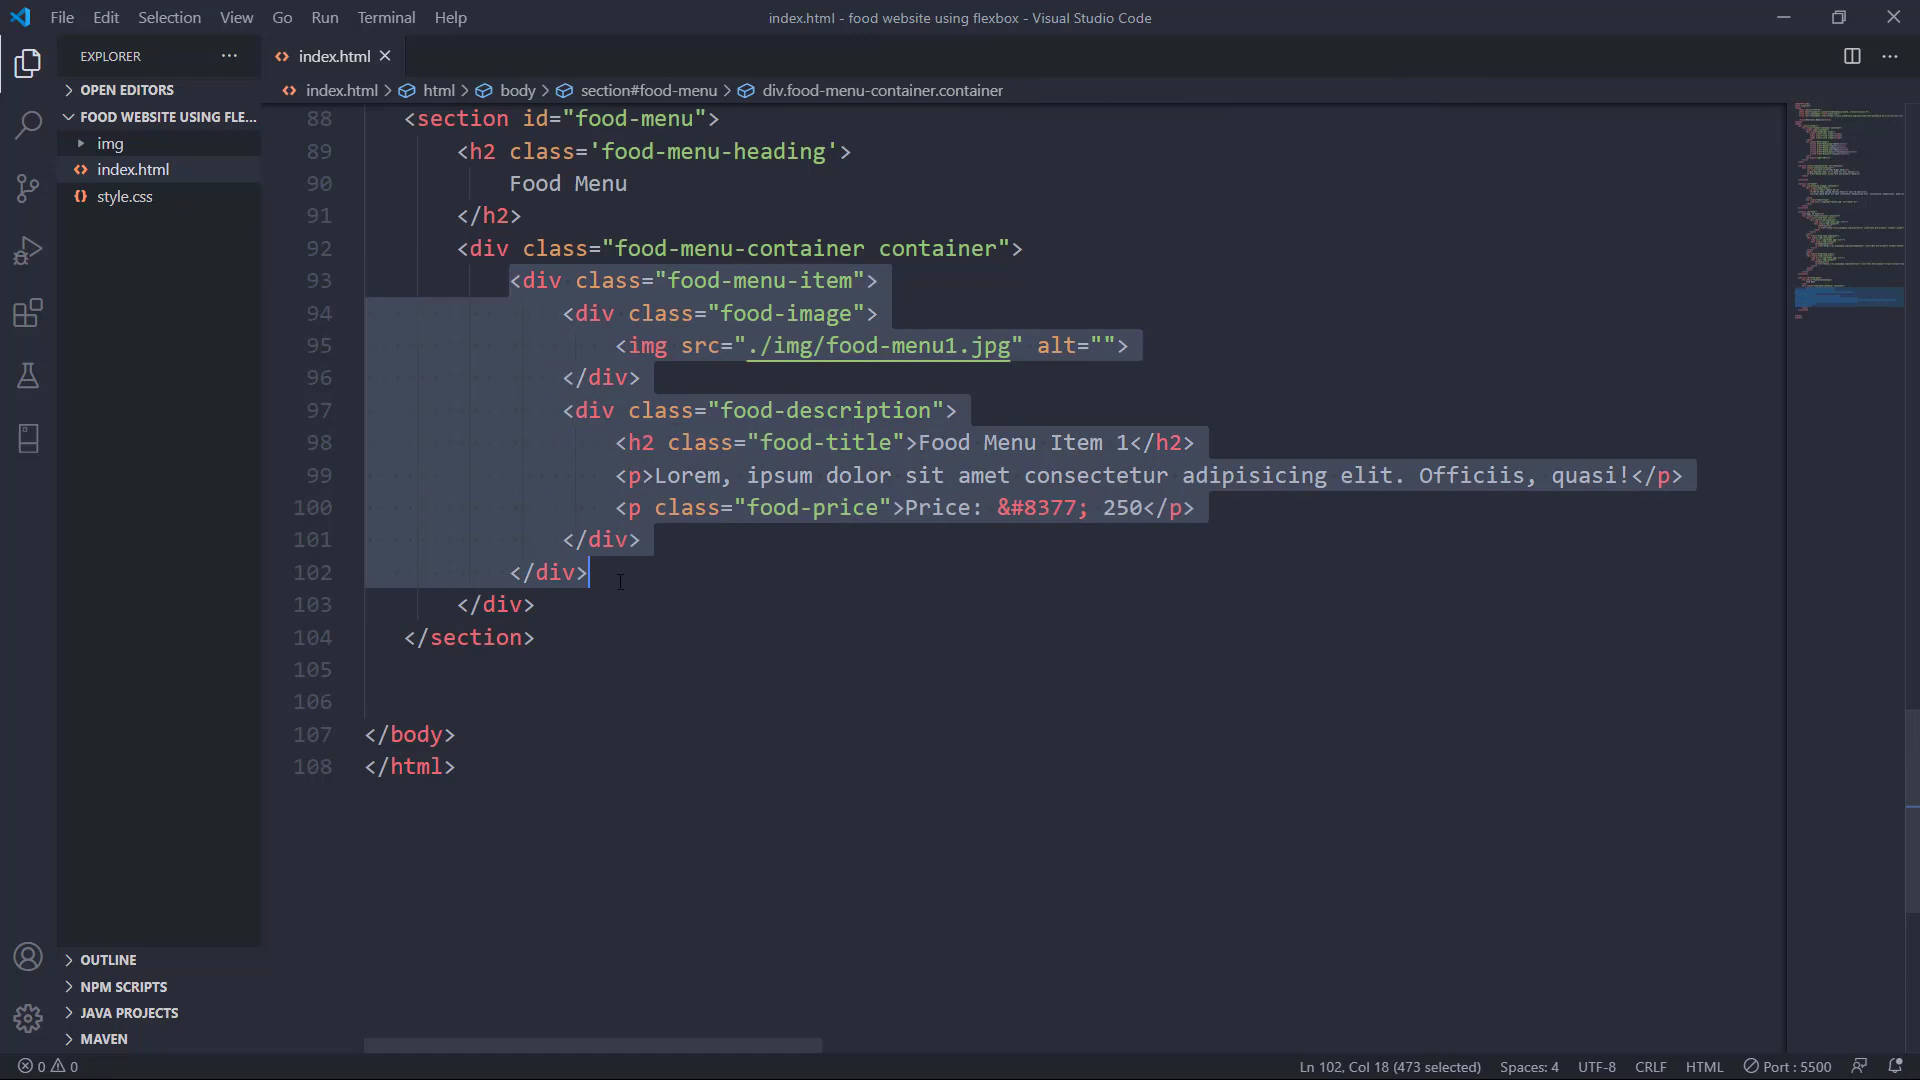 File Edit Selection View Go Run Terminal Help
index.html - food website using flexbox - Visual Studio Code
EXPLORER
OPEN EDITORS
FOOD WEBSITE USING FLE...
img
index.html
style.css
OUTLINE
NPM SCRIPTS
JAVA PROJECTS
MAVEN
index.html
index.html > html > body > section#food-menu > div.food-menu-container.container
88 <section id="food-menu">
89 <h2 class='food-menu-heading'>
90 Food Menu
91 </h2>
92 <div class="food-menu-container container">
93 <div class="food-menu-item">
94 <div class="food-image">
95 <img src="./img/food-menu1.jpg" alt="">
96 </div>
97 <div class="food-description">
98 <h2 class="food-title">Food Menu Item 1</h2>
99 <p>Lorem, ipsum dolor sit amet consectetur adipisicing elit. Officiis, quasi!</p>
100 <p class="food-price">Price: &#8377; 250</p>
101 </div>
102 </div>
103 </div>
104 </section>
105
106
107 </body>
108 </html>
0 0
Ln 102, Col 18 (473 selected) Spaces: 4 UTF-8 CRLF HTML Port : 5500